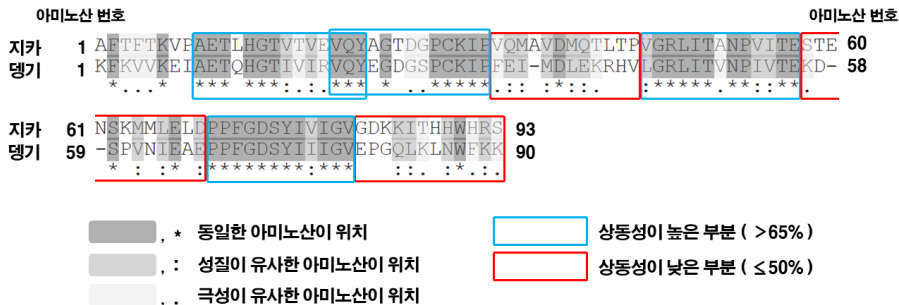 아미노산 번호 아미노산 번호
지카 1 AFTFTKVPAETLHGTVTVEVQYAGTDGPCKIPVQMAVDMQTLTPVGRLITANPVITESTE 60
뎅기 1 KFKVVKEIAETQHGTVIVRVQYEGDGSPCKIPFEI-MDLEKRHVLGRLITVNPIVTEKD- 58
*...* *** *****:.:.*** * ..*****.:: :*::. : ******.**::**.
지카 61 NSKMMLELDPPFGDSYIVIGVGDKKITHHWHRS 93
뎅기 59 -SPVNIEAEPPFGDSYIIIGVEPGQLKLNWFKK 90
* : :* :********:*** ::. :*.:.
, * 동일한 아미노산이 위치 상동성이 높은 부분 ( >65%)
, : 성질이 유사한 아미노산이 위치 상동성이 낮은 부분 ( ≤50%)
, . 극성이 유사한 아미노산이 위치